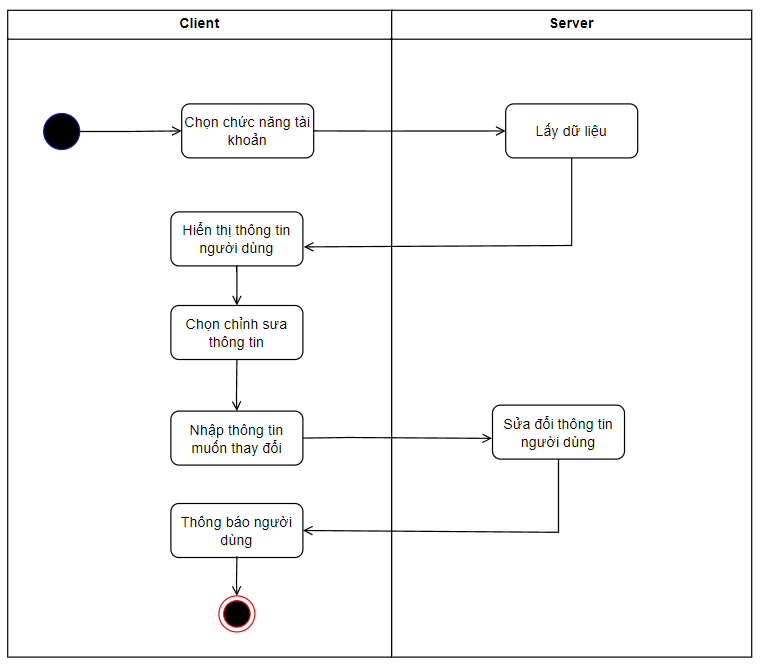 Client
Server
Chọn chức năng tài
khoản
Lấy dữ liệu
Hiển thị thông tin
người dùng
Chọn chỉnh sưa
thông tin
Nhập thông tin
muốn thay đổi
Sửa đổi thông tin
người dùng
Thông báo người
dùng